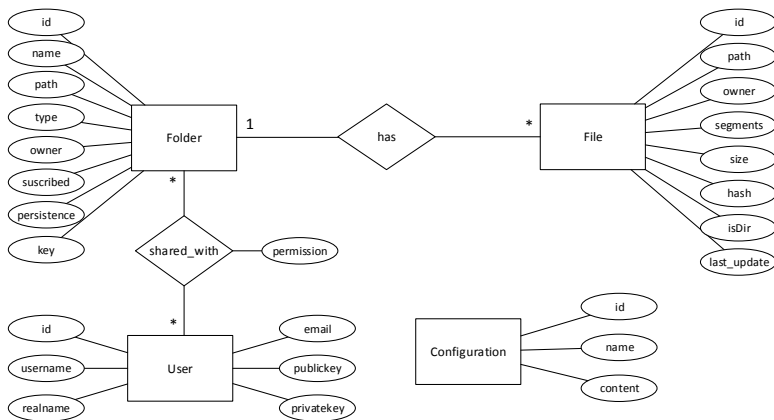 id
name
path
type
owner
suscribed
persistence
key
Folder
1
has
*
File
id
path
owner
segments
size
hash
isDir
last_update
*
shared_with
permission
*
id
username
realname
User
email
publickey
privatekey
Configuration
id
name
content